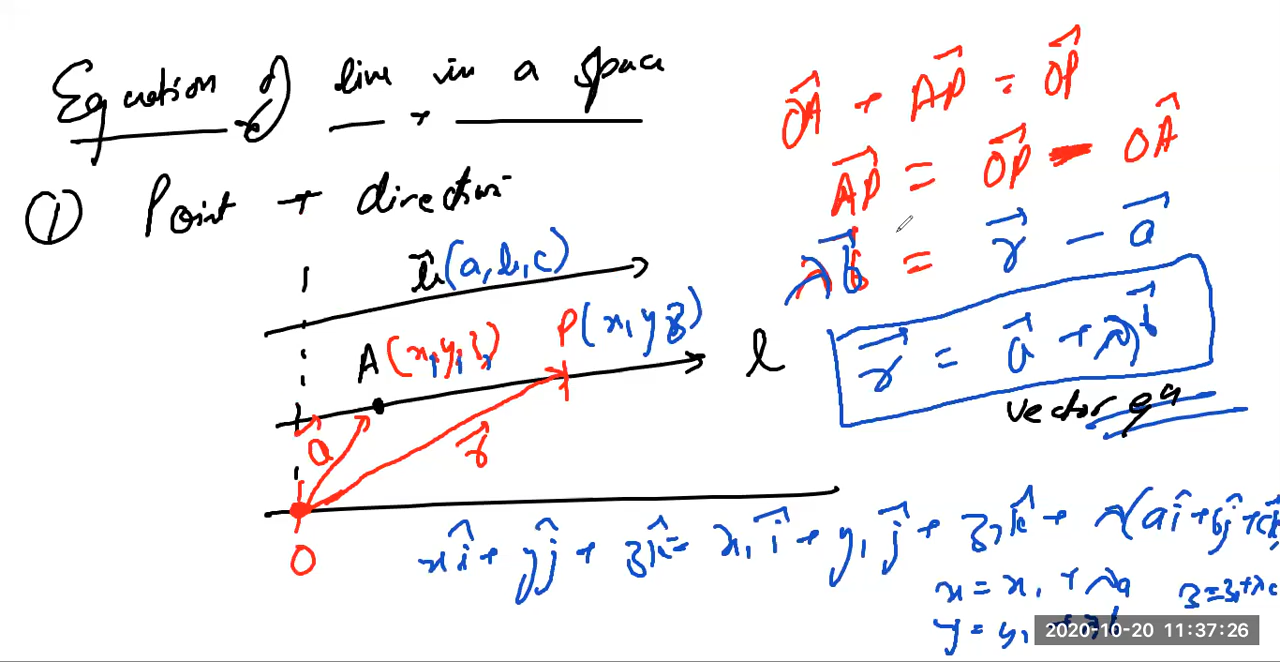 Equation of line in a space
① Point + direction
b⃗ (a, b, c)
A (x₁, y₁, z₁)
P (x, y, z)
l
a⃗
r⃗
O
OA⃗ + AP⃗ = OP⃗
AP⃗ = OP⃗ - OA⃗
λb⃗ = r⃗ - a⃗
r⃗ = a⃗ + λb⃗
vector eq
xî + yĵ + zk̂ = x₁î + y₁ĵ + z₁k̂ + λ(aî + bĵ + ck̂
x = x₁ + λa
z = z₁ + λc
y = y₁ + λb
2020-10-20 11:37:26